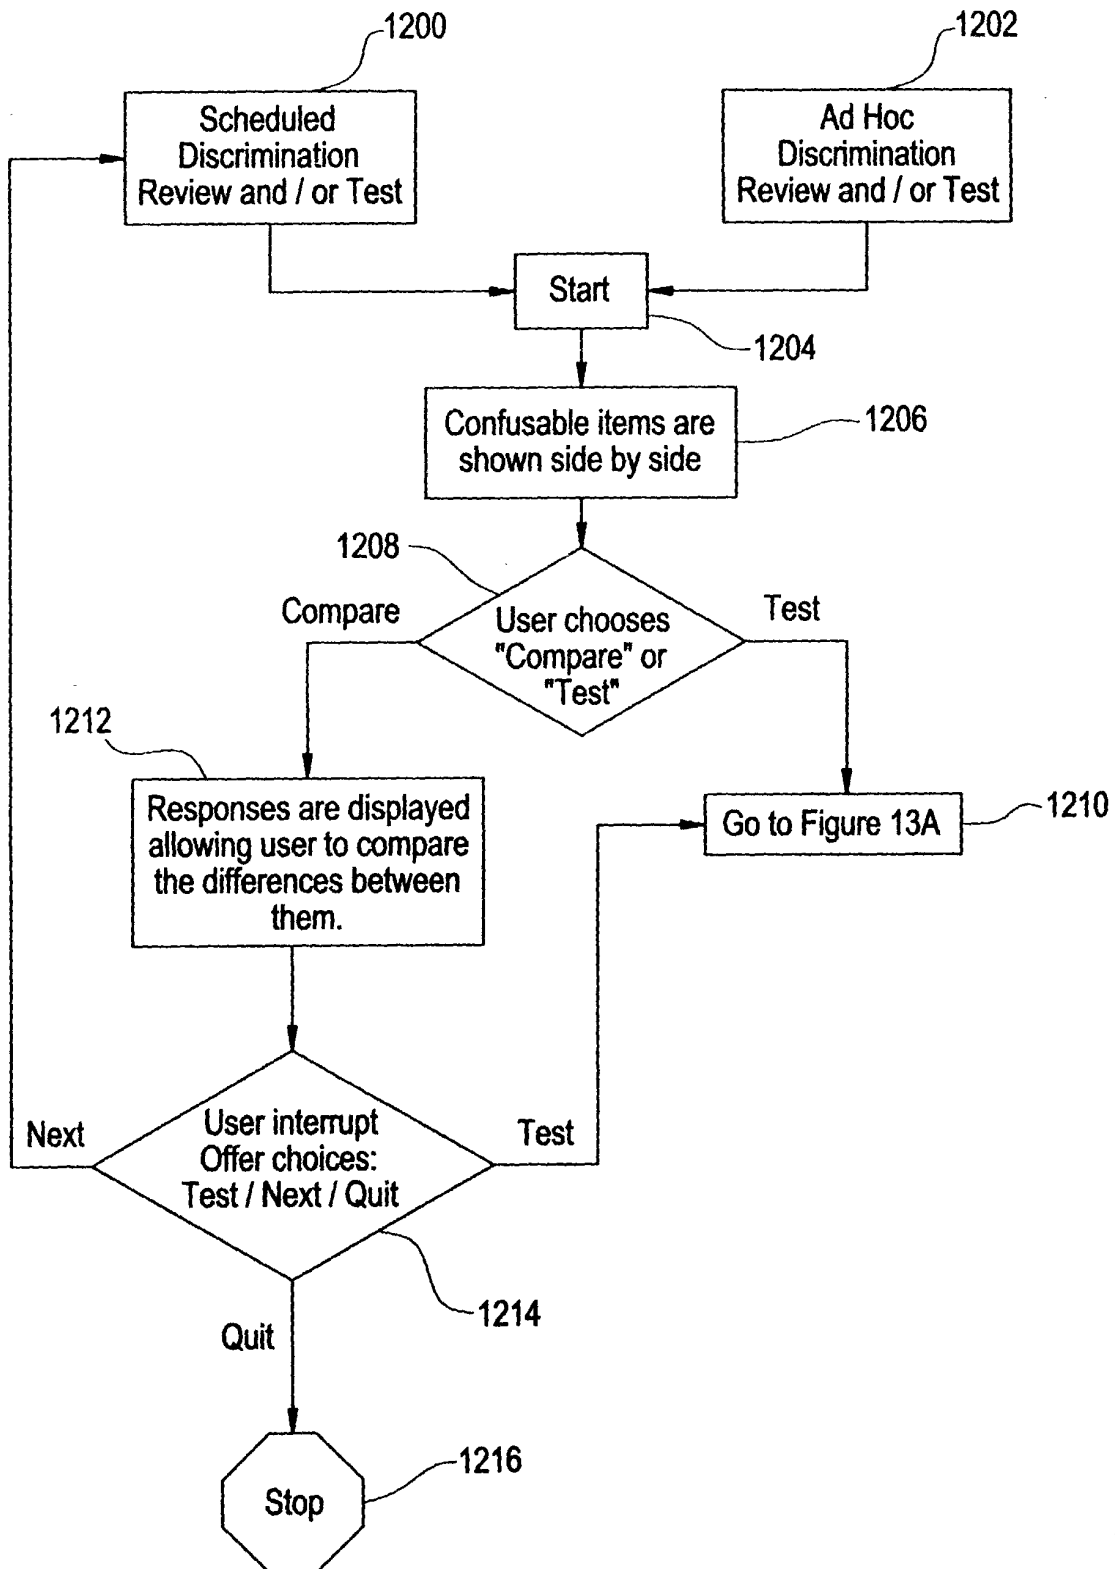 1200
1202
Scheduled
Discrimination
Review and / or Test
Ad Hoc
Discrimination
Review and / or Test
Start
1204
Confusable items are
shown side by side
1206
1208
Compare
Test
User chooses
"Compare" or
"Test"
1212
Responses are displayed
allowing user to compare
the differences between
them.
Go to Figure 13A
1210
Next
User interrupt
Offer choices:
Test / Next / Quit
Test
1214
Quit
1216
Stop